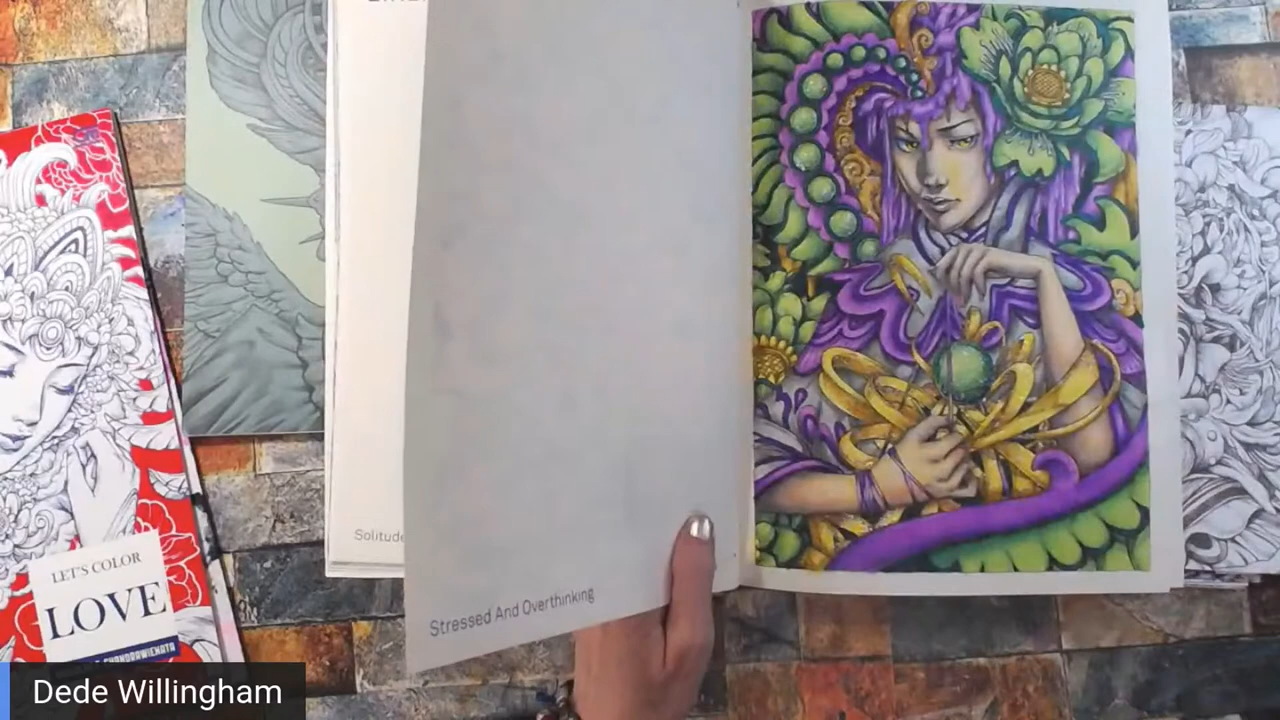 Solitude
Stressed And Overthinking
LET'S COLOR
LOVE
Dede Willingham